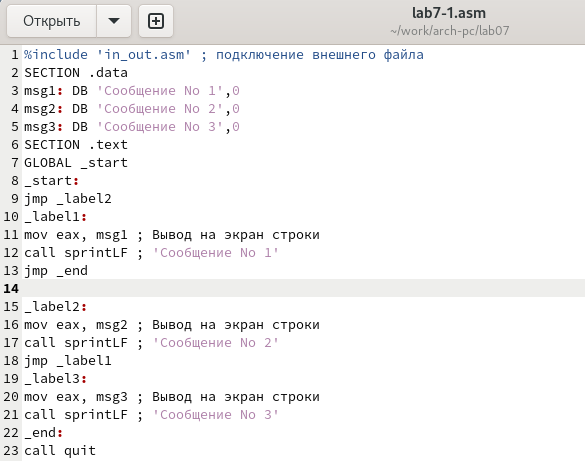 Открыть
lab7-1.asm
~/work/arch-pc/lab07
1 %include 'in_out.asm' ; подключение внешнего файла
2 SECTION .data
3 msg1: DB 'Сообщение No 1',0
4 msg2: DB 'Сообщение No 2',0
5 msg3: DB 'Сообщение No 3',0
6 SECTION .text
7 GLOBAL _start
8 _start:
9 jmp _label2
10 _label1:
11 mov eax, msg1 ; Вывод на экран строки
12 call sprintLF ; 'Сообщение No 1'
13 jmp _end
14
15 _label2:
16 mov eax, msg2 ; Вывод на экран строки
17 call sprintLF ; 'Сообщение No 2'
18 jmp _label1
19 _label3:
20 mov eax, msg3 ; Вывод на экран строки
21 call sprintLF ; 'Сообщение No 3'
22 _end:
23 call quit